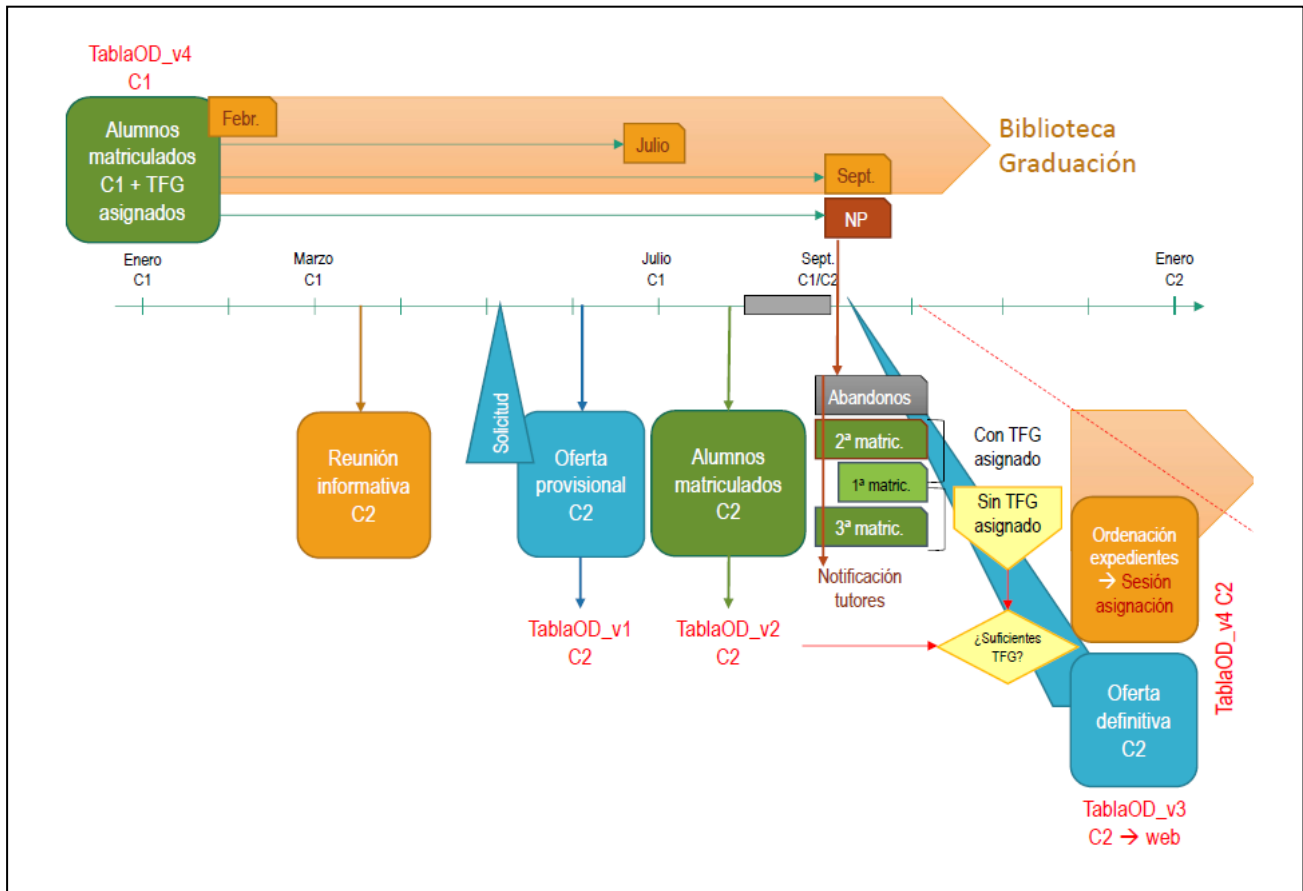 TablaOD_v4
C1
Alumnos
matriculados
C1 + TFG
asignados
Febr.
Julio
Sept.
NP
Biblioteca
Graduación
Enero
C1
Marzo
C1
Julio
C1
Sept.
C1/C2
Enero
C2
Reunión
informativa
C2
Solicitud
Oferta
provisional
C2
TablaOD_v1
C2
Alumnos
matriculados
C2
TablaOD_v2
C2
Abandonos
2ª matric.
1ª matric.
3ª matric.
Notificación
tutores
Con TFG
asignado
Sin TFG
asignado
¿Suficientes
TFG?
Ordenación
expedientes
→ Sesión
asignación
Oferta
definitiva
C2
TablaOD_v4 C2
TablaOD_v3
C2 → web